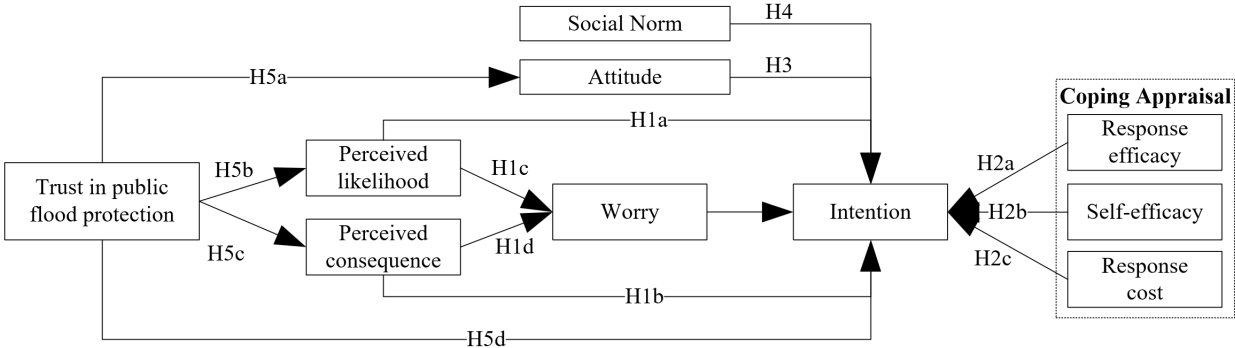 Social Norm
H4
Attitude
H3
H5a
H1a
Coping Appraisal
Response
efficacy
H2a
Trust in public
flood protection
H5b
Perceived
likelihood
H1c
Worry
Intention
H2b
Self-efficacy
H5c
Perceived
consequence
H1d
H2c
Response
cost
H1b
H5d